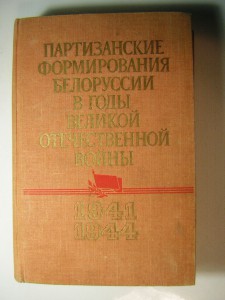 ПАРТИЗАНСКИЕ
ФОРМИРОВАНИЯ
БЕЛОРУССИИ
В ГОДЫ
ВЕЛИКОЙ
ОТЕЧЕСТВЕННОЙ
ВОЙНЫ
1941
1944